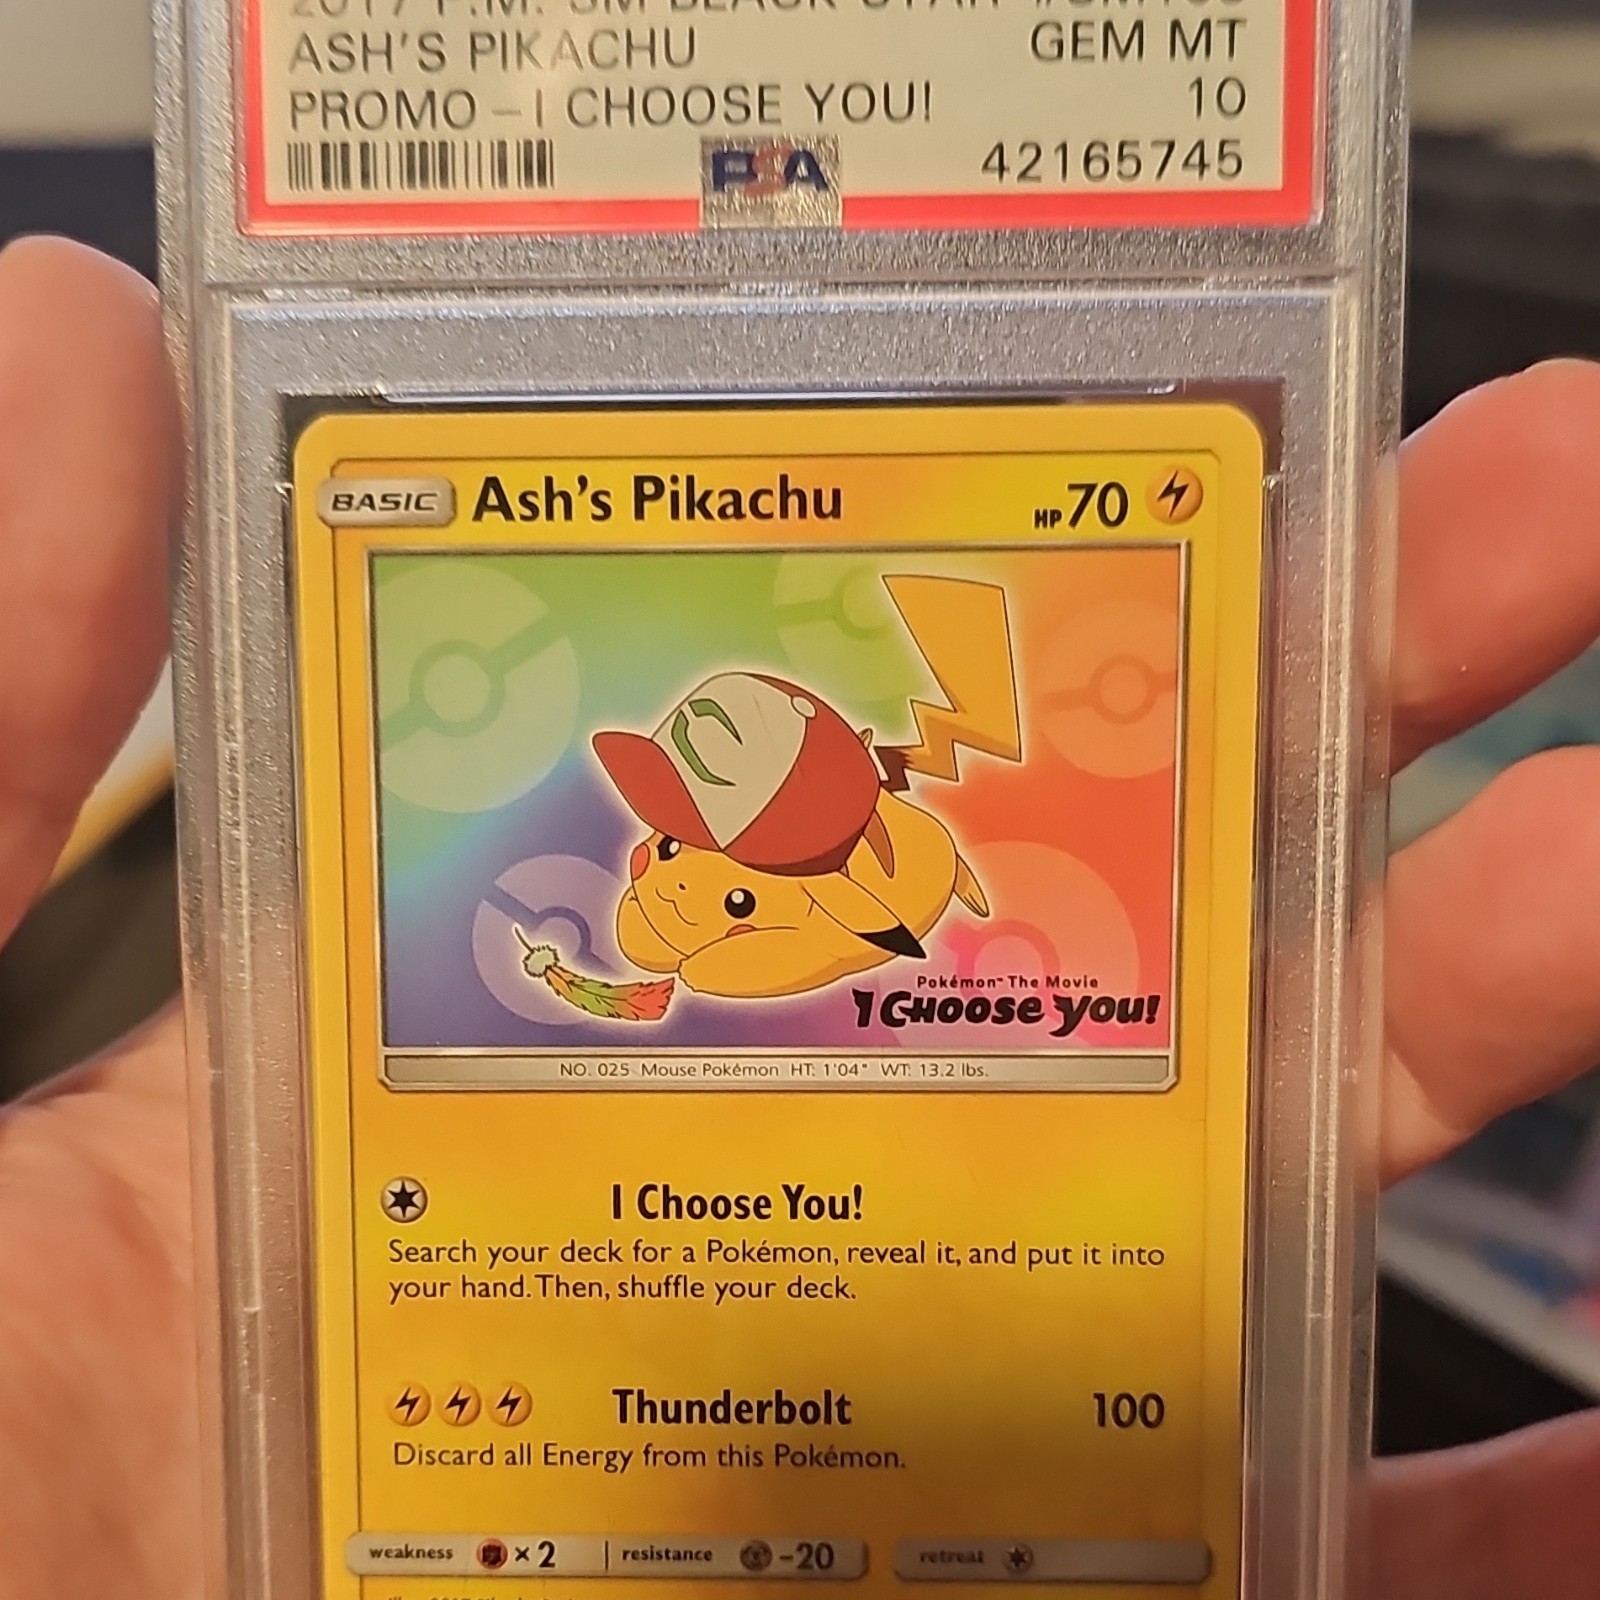 ASH'S PIKACHU GEM MT
PROMO-I CHOOSE YOU! 10
PSA 42165745
BASIC Ash's Pikachu HP 70
Pokémon™ The Movie
I Choose you!
NO. 025 Mouse Pokémon HT: 1'04" WT: 13.2 lbs.
I Choose You!
Search your deck for a Pokémon, reveal it, and put it into
your hand. Then, shuffle your deck.
Thunderbolt 100
Discard all Energy from this Pokémon.
weakness ×2 resistance -20 retreat